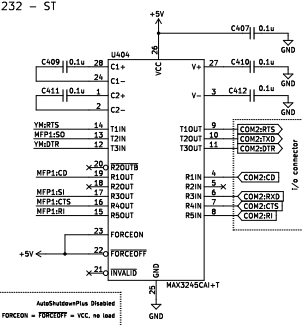 232 - ST
+5V
C407 0.1u
GND
U404
C409 0.1u
28 C1+
24 C1-
C411 0.1u
1 C2+
2 C2-
26 VCC
V+ 27 C410 0.1u
GND
V- 3 C412 0.1u
GND
YM:RTS 14 T1IN
MFP1:SO 13 T2IN
YM:DTR 12 T3IN
T1OUT 9 COM2:RTS
T2OUT 10 COM2:TXD
T3OUT 11 COM2:DTR
20 R2OUTB
MFP1:CD 19 R1OUT
18 R2OUT
MFP1:SI 17 R3OUT
MFP1:CTS 16 R4OUT
MFP1:RI 15 R5OUT
R1IN 4 COM2:CD
R2IN 5
R3IN 6 COM2:RXD
R4IN 7 COM2:CTS
R5IN 8 COM2:RI
I/o connector
23 FORCEON
+5V 22 FORCEOFF
21 INVALID
GND
25
MAX3245CAI+T
GND
AutoShutdownPlus Disabled
FORCEON = FORCEOFF = VCC, no load